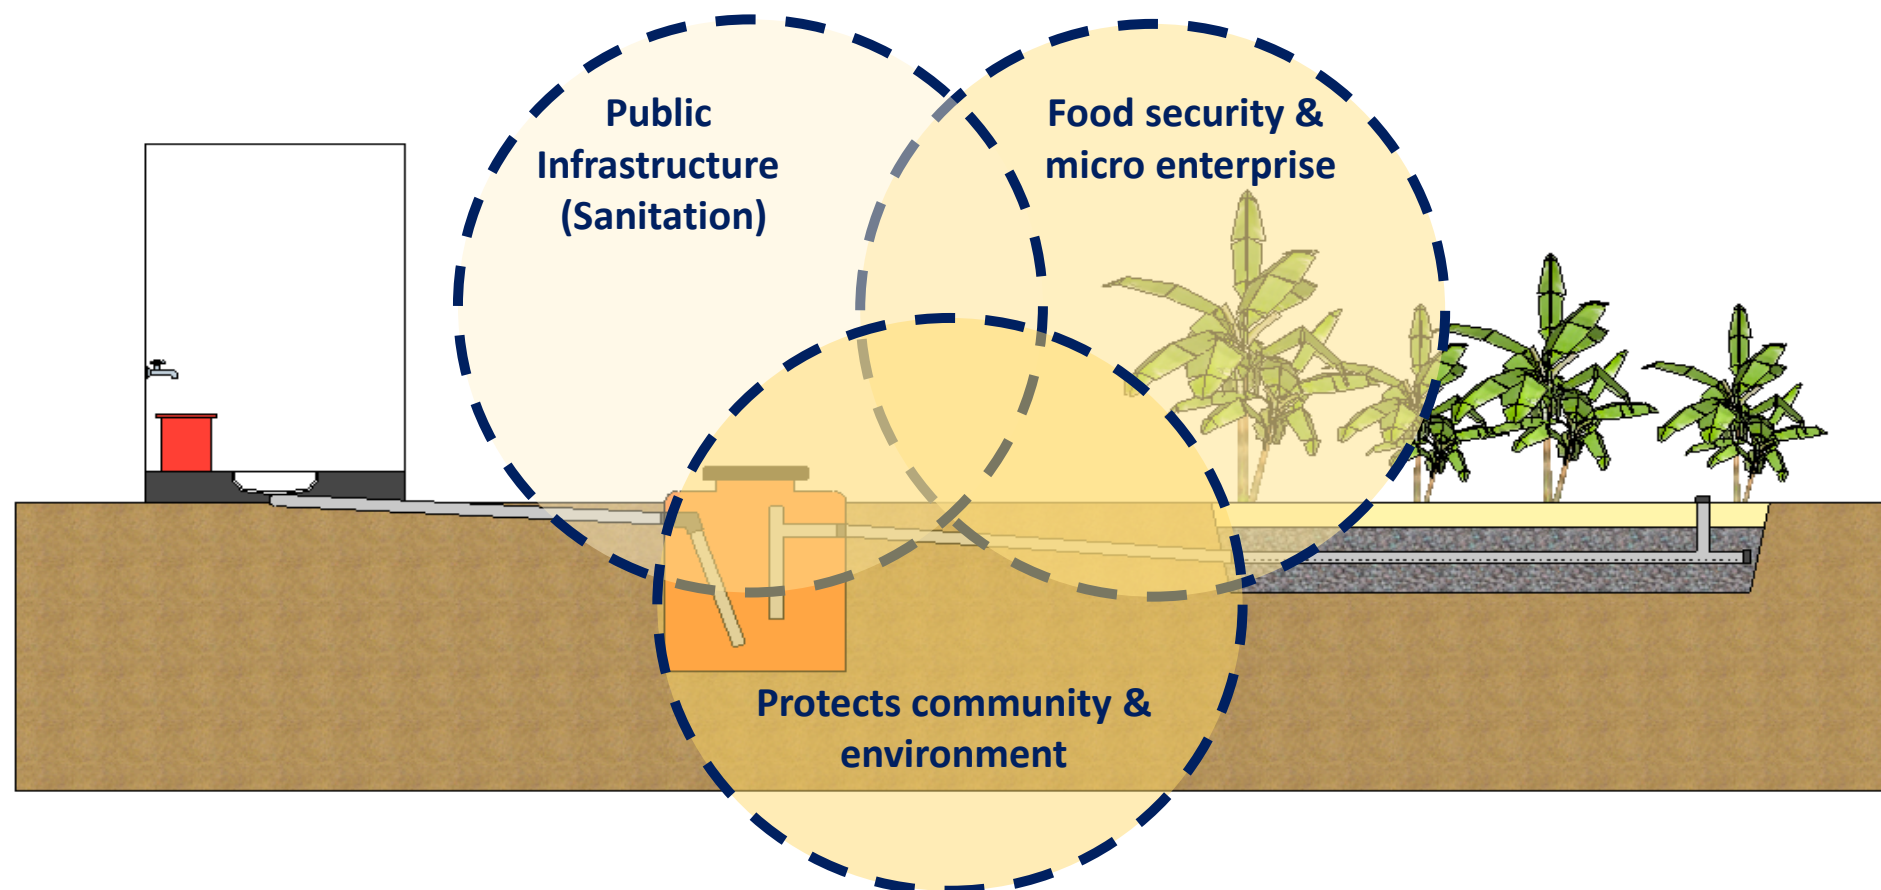 Public
Infrastructure
(Sanitation)
Food security &
micro enterprise
Protects community &
environment